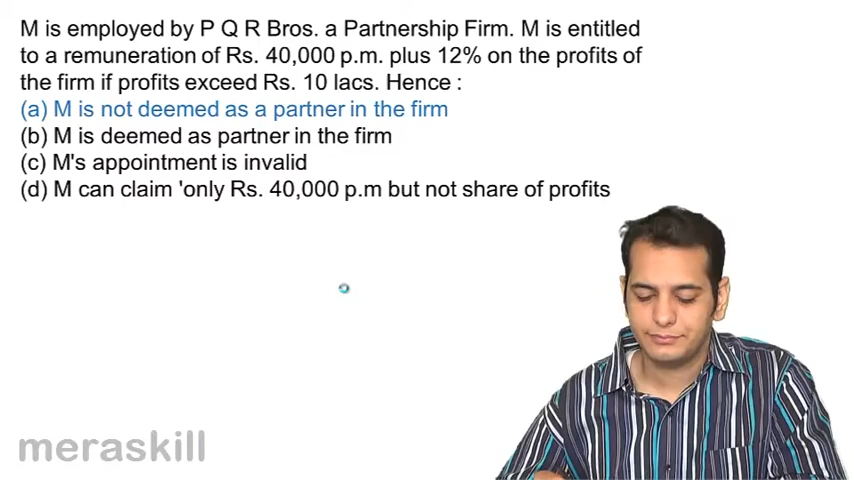 M is employed by P Q R Bros. a Partnership Firm. M is entitled
to a remuneration of Rs. 40,000 p.m. plus 12% on the profits of
the firm if profits exceed Rs. 10 lacs. Hence :
(a) M is not deemed as a partner in the firm
(b) M is deemed as partner in the firm
(c) M's appointment is invalid
(d) M can claim 'only Rs. 40,000 p.m but not share of profits
meraskill